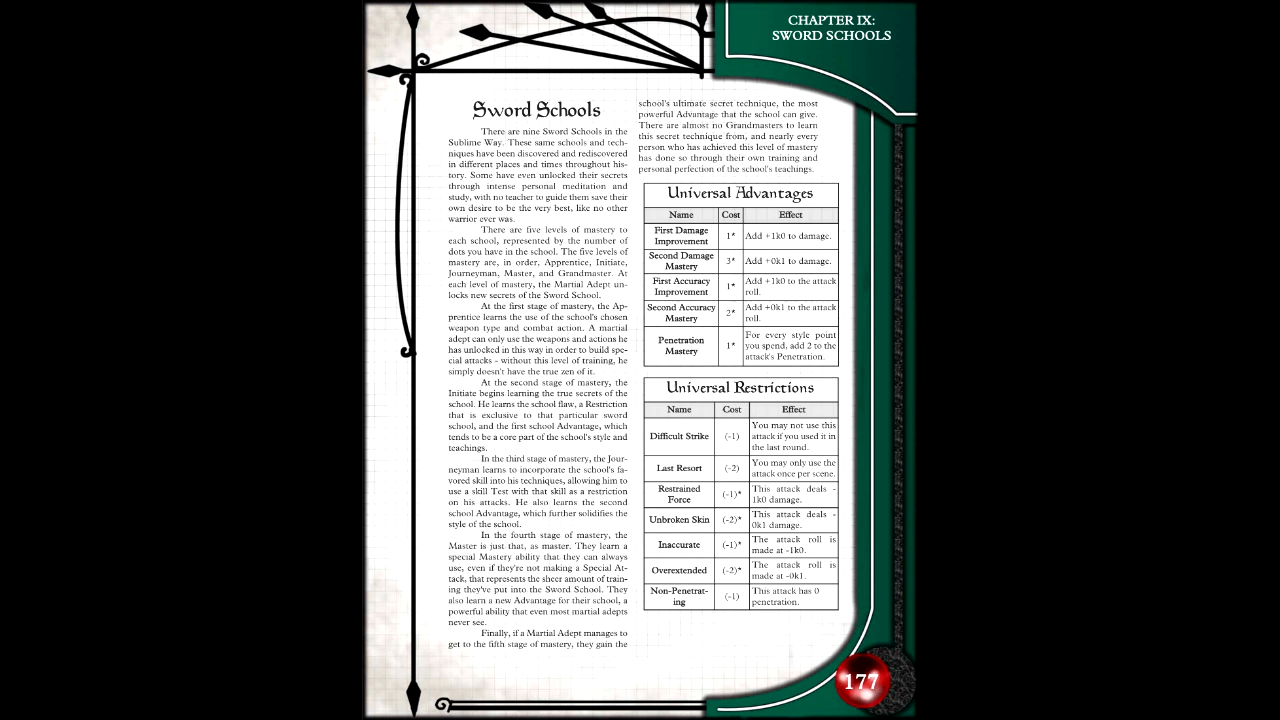 CHAPTER IX:
SWORD SCHOOLS
Sword Schools
There are nine Sword Schools in the
Sublime Way. These same schools and tech-
niques have been discovered and rediscovered
in different places and times throughout his-
tory. Some have even unlocked their secrets
through intense personal meditation and
study, with no teacher to guide them save their
own desire to be the very best, like no other
warrior ever was.
There are five levels of mastery to
each school, represented by the number of
dots you have in the school. The five levels of
mastery are, in order, Apprentice, Initiate,
Journeyman, Master, and Grandmaster. At
each level of mastery, the Martial Adept un-
locks new secrets of the Sword School.
At the first stage of mastery, the Ap-
prentice learns the use of the school's chosen
weapon type and combat action. A martial
adept can only use the weapons and actions he
has unlocked in this way in order to build spe-
cial attacks - without this level of training, he
simply doesn't have the true zen of it.
At the second stage of mastery, the
Initiate begins learning the true secrets of the
school. He learns the school flaw, a Restriction
that is exclusive to that particular sword
school, and the first school Advantage, which
tends to be a core part of the school's style and
teachings.
In the third stage of mastery, the Jour-
neyman learns to incorporate the school's fa-
vored skill into his techniques, allowing him to
use a skill Test with that skill as a restriction
on his attacks. He also learns the second
school Advantage, which further solidifies the
style of the school.
In the fourth stage of mastery, the
Master is just that, as master. They learn a
special Mastery ability that they can always
use, even if they're not making a Special At-
tack, that represents the sheer amount of train-
ing they've put into the Sword School. They
also learn a new Advantage for their school, a
powerful ability that even most martial adepts
never see.
Finally, if a Martial Adept manages to
get to the fifth stage of mastery, they gain the
school's ultimate secret technique, the most
powerful Advantage that the school can give.
There are almost no Grandmasters to learn
this secret technique from, and nearly every
person who has achieved this level of mastery
has done so through their own training and
personal perfection of the school's teachings.
Universal Advantages
Name Cost Effect
First Damage
Improvement 1* Add +1k0 to damage.
Second Damage
Mastery 3* Add +0k1 to damage.
First Accuracy
Improvement 1* Add +1k0 to the attack
roll.
Second Accuracy
Mastery 2* Add +0k1 to the attack
roll.
Penetration
Mastery 1* For every style point
you spend, add 2 to the
attack's Penetration.
Universal Restrictions
Name Cost Effect
Difficult Strike (-1) You may not use this
attack if you used it in
the last round.
Last Resort (-2) You may only use the
attack once per scene.
Restrained
Force (-1)* This attack deals -
1k0 damage.
Unbroken Skin (-2)* This attack deals -
0k1 damage.
Inaccurate (-1)* The attack roll is
made at -1k0.
Overextended (-2)* The attack roll is
made at -0k1.
Non-Penetrat-
ing (-1) This attack has 0
penetration.
177